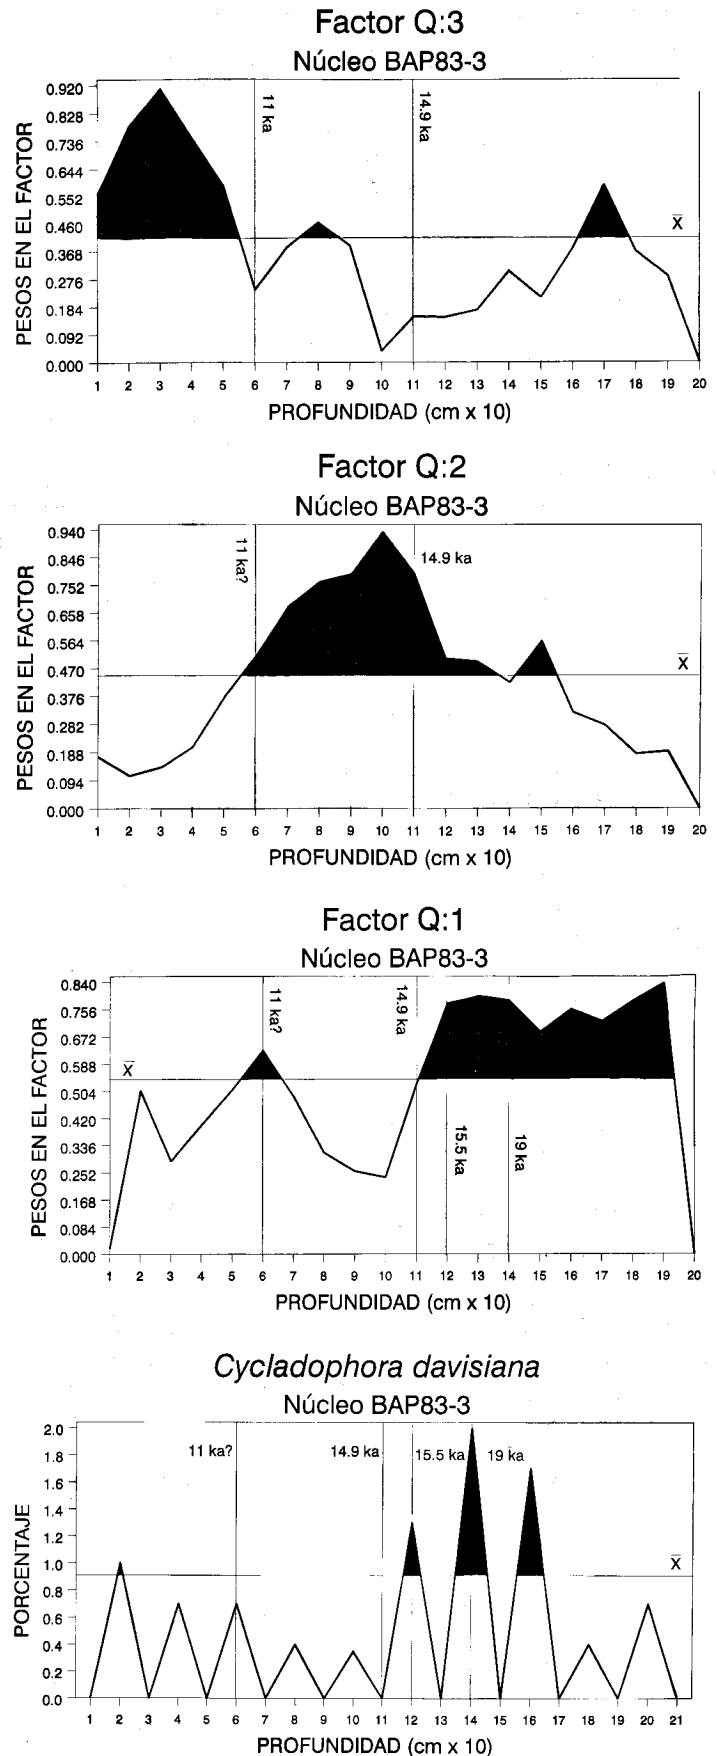 Factor Q:3
Núcleo BAP83-3
PESOS EN EL FACTOR
0.920
0.828
0.736
0.644
0.552
0.460
0.368
0.276
0.184
0.092
0.000
11 ka
14.9 ka
X̅
1 2 3 4 5 6 7 8 9 10 11 12 13 14 15 16 17 18 19 20
PROFUNDIDAD (cm x 10)
Factor Q:2
Núcleo BAP83-3
PESOS EN EL FACTOR
0.940
0.846
0.752
0.658
0.564
0.470
0.376
0.282
0.188
0.094
0.000
11 ka?
14.9 ka
X̅
1 2 3 4 5 6 7 8 9 10 11 12 13 14 15 16 17 18 19 20
PROFUNDIDAD (cm x 10)
Factor Q:1
Núcleo BAP83-3
PESOS EN EL FACTOR
0.840
0.756
0.672
0.588
0.504
0.420
0.336
0.252
0.168
0.084
0.000
X̅
11 ka?
14.9 ka
15.5 ka
19 ka
1 2 3 4 5 6 7 8 9 10 11 12 13 14 15 16 17 18 19 20
PROFUNDIDAD (cm x 10)
Cycladophora davisiana
Núcleo BAP83-3
PORCENTAJE
2.0
1.8
1.6
1.4
1.2
1.0
0.8
0.6
0.4
0.2
0.0
11 ka?
14.9 ka
15.5 ka
19 ka
X̅
1 2 3 4 5 6 7 8 9 10 11 12 13 14 15 16 17 18 19 20 21
PROFUNDIDAD (cm x 10)